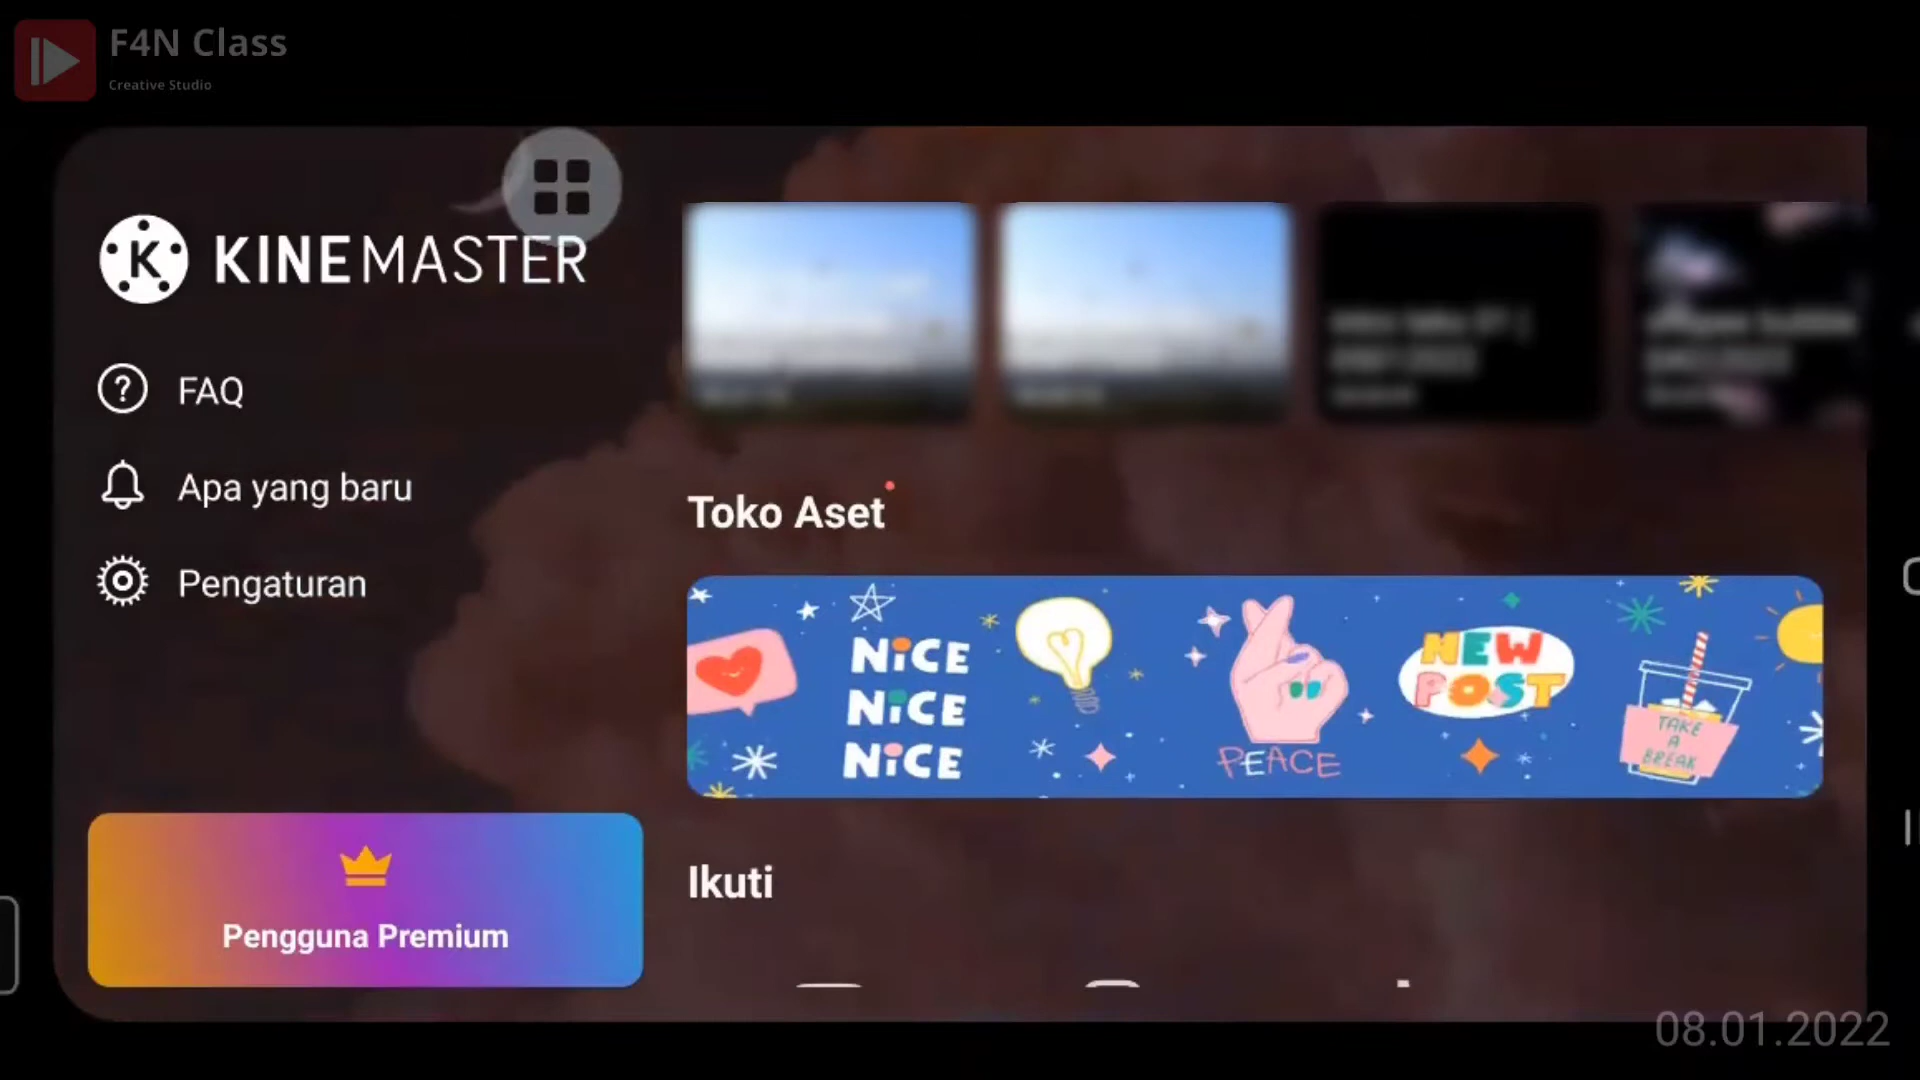 F4N Class
Creative Studio
KINEMASTER
FAQ
Apa yang baru
Pengaturan
Pengguna Premium
Toko Aset
NiCE
NiCE
NiCE
PEACE
NEW
POST
TAKE
A
BREAK
Ikuti
08.01.2022